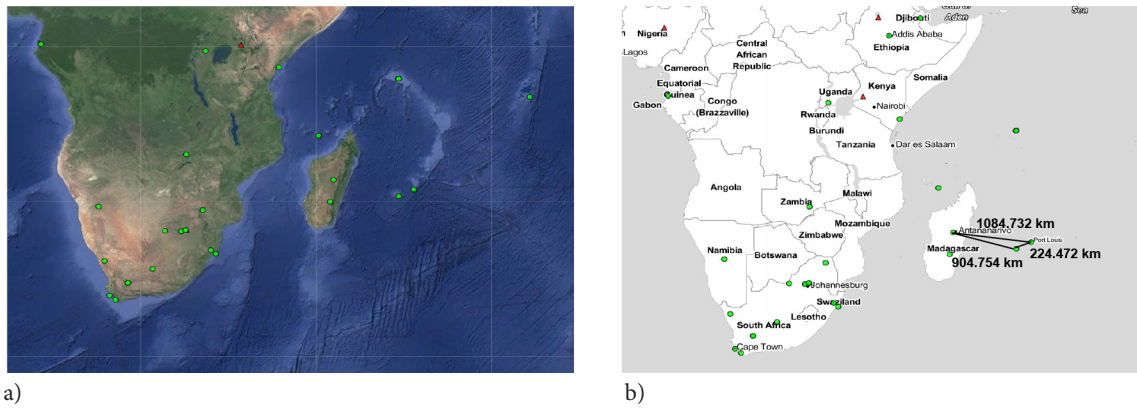 Sea
Djibouti
Gulf of
Aden
Nigeria
Addis Ababa
Ethiopia
Lagos
Central
African
Republic
Cameroon
Somalia
Equatorial
Guinea
Uganda
Kenya
Gabon
Congo
(Brazzaville)
Nairobi
Rwanda
Burundi
Tanzania
Dar es Salaam
Angola
Malawi
Zambia
Mozambique
1084.732 km
Antananarivo
Port Louis
Zimbabwe
Namibia
Botswana
Madagascar
224.472 km
904.754 km
Johannesburg
Swaziland
Lesotho
South Africa
Cape Town
a)
b)